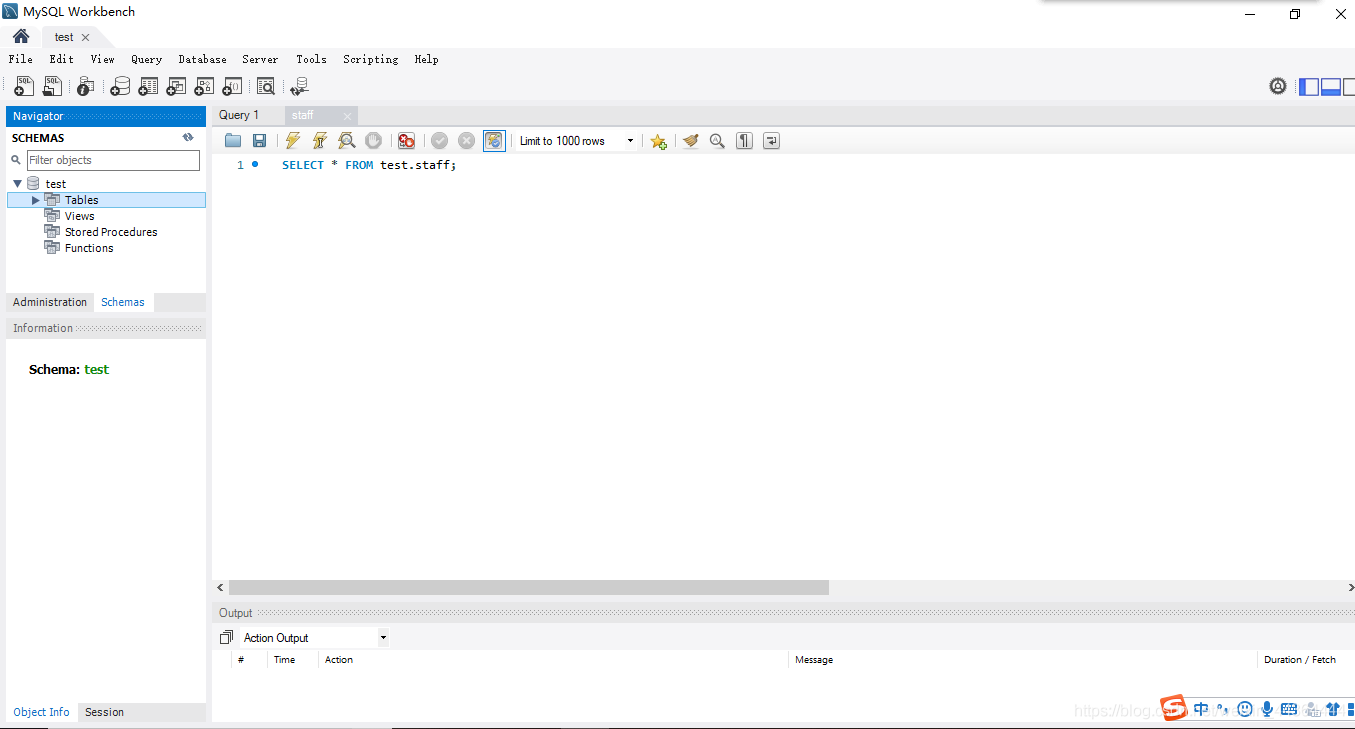 MySQL Workbench
test
File Edit View Query Database Server Tools Scripting Help
Navigator
SCHEMAS
Filter objects
test
Tables
Views
Stored Procedures
Functions
Administration Schemas
Information
Schema: test
Object Info Session
Query 1 staff
Limit to 1000 rows
1 SELECT * FROM test.staff;
Output
Action Output
# Time Action Message Duration / Fetch
https://blog.
中